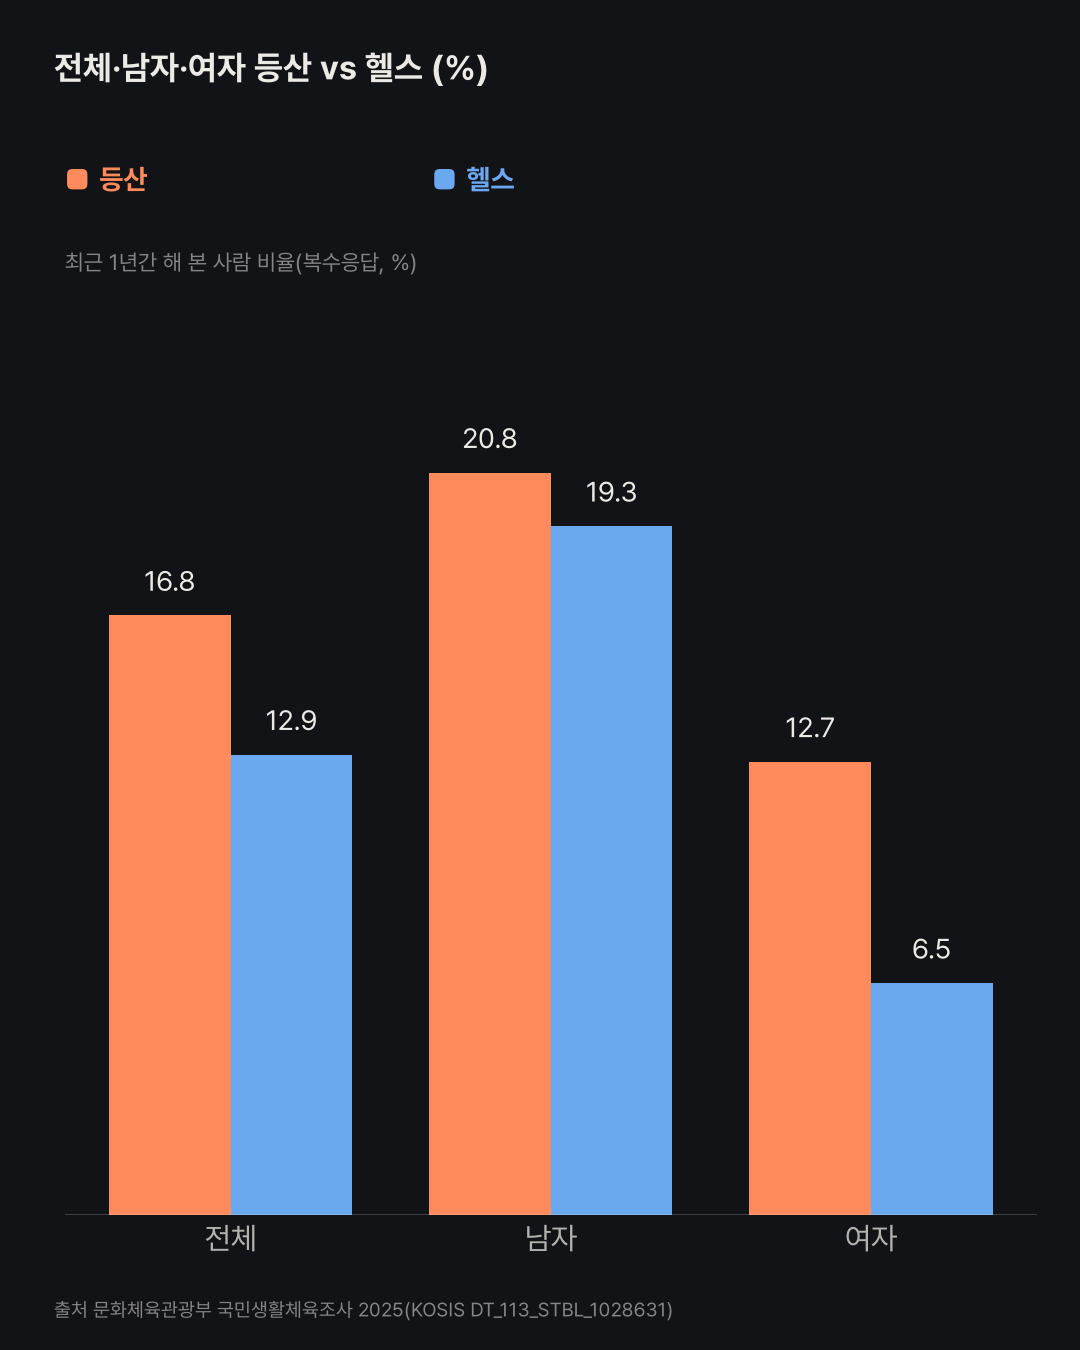 전체·남자·여자 등산 vs 헬스 (%)
등산 헬스
최근 1년간 해 본 사람 비율(복수응답, %)
20.8
19.3
16.8
12.9
12.7
6.5
전체 남자 여자
출처 문화체육관광부 국민생활체육조사 2025(KOSIS DT_113_STBL_1028631)